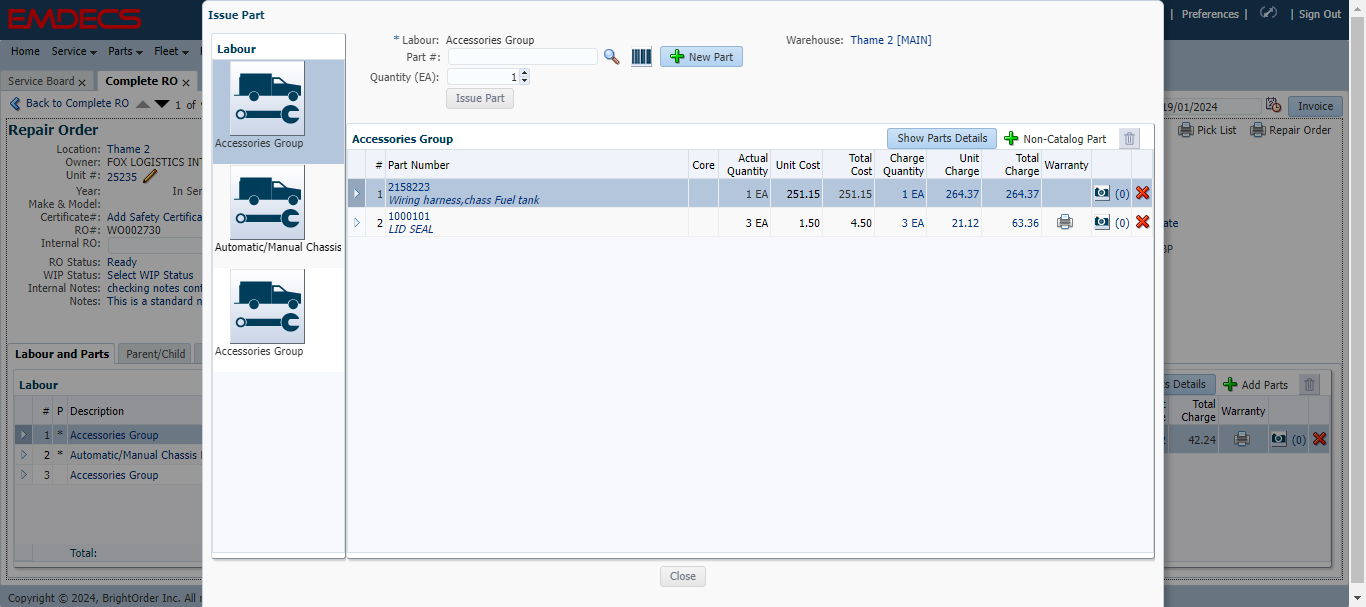 EMDECS
Issue Part
| Preferences |
| Sign Out
Home Service Parts Fleet
Service Board x Complete RO x
Back to Complete RO 1 of
19/01/2024 Invoice
Pick List Repair Order
Repair Order
Location: Thame 2
Owner: FOX LOGISTICS INT
Unit #: 25235
Year: In Ser
Make & Model:
Certificate#: Add Safety Certifica
RO#: WO002730
Internal RO:
RO Status: Ready
WIP Status: Select WIP Status
Internal Notes: checking notes cont
Notes: This is a standard n
Labour and Parts Parent/Child
Labour
# P Description
1 * Accessories Group
2 * Automatic/Manual Chassis
3 Accessories Group
Total:
Copyright © 2024, BrightOrder Inc. All
Labour
Accessories Group
Automatic/Manual Chassis
Accessories Group
* Labour: Accessories Group
Warehouse: Thame 2 [MAIN]
Part #: New Part
Quantity (EA): 1
Issue Part
Accessories Group
Show Parts Details Non-Catalog Part
# Part Number Core Actual Quantity Unit Cost Total Cost Charge Quantity Unit Charge Total Charge Warranty
1 2158223 1 EA 251.15 251.15 1 EA 264.37 264.37 (0)
Wiring harness,chass Fuel tank
2 1000101 3 EA 1.50 4.50 3 EA 21.12 63.36 (0)
LID SEAL
Close
ate
BP
s Details Add Parts
Total Charge Warranty
42.24 (0)